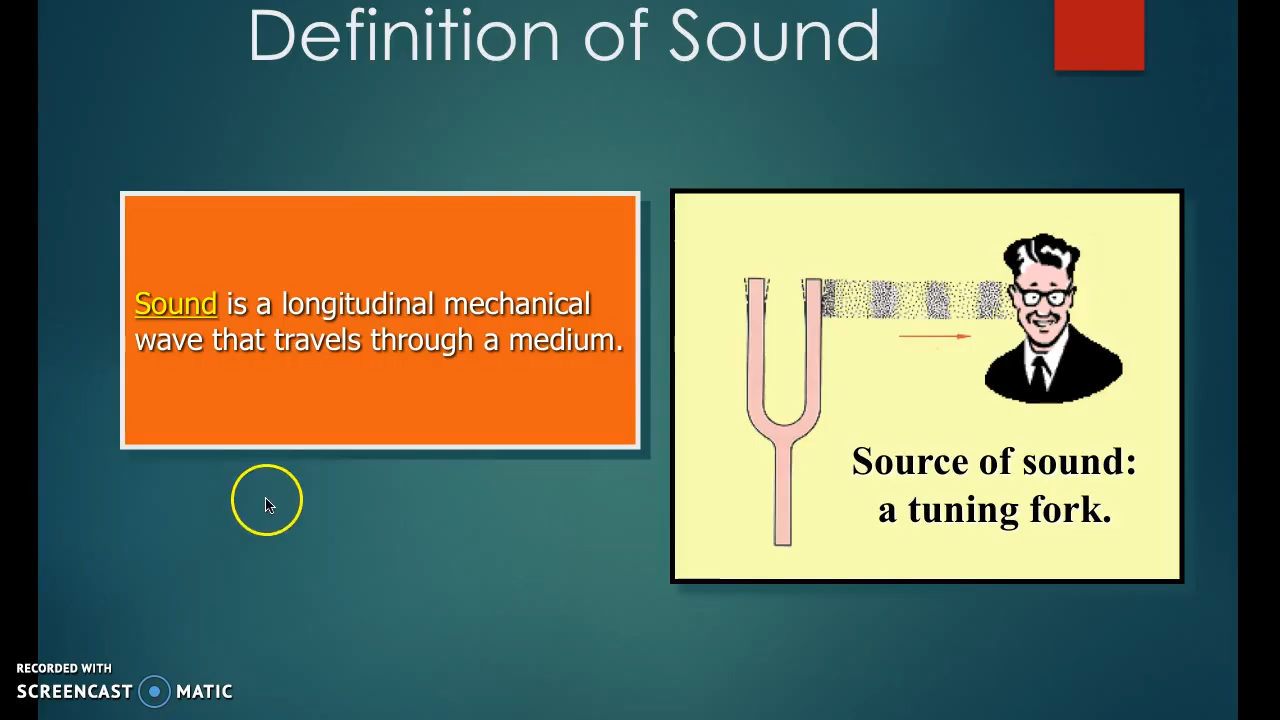 Definition of Sound
Sound is a longitudinal mechanical
wave that travels through a medium.
Source of sound:
a tuning fork.
RECORDED WITH
SCREENCAST MATIC